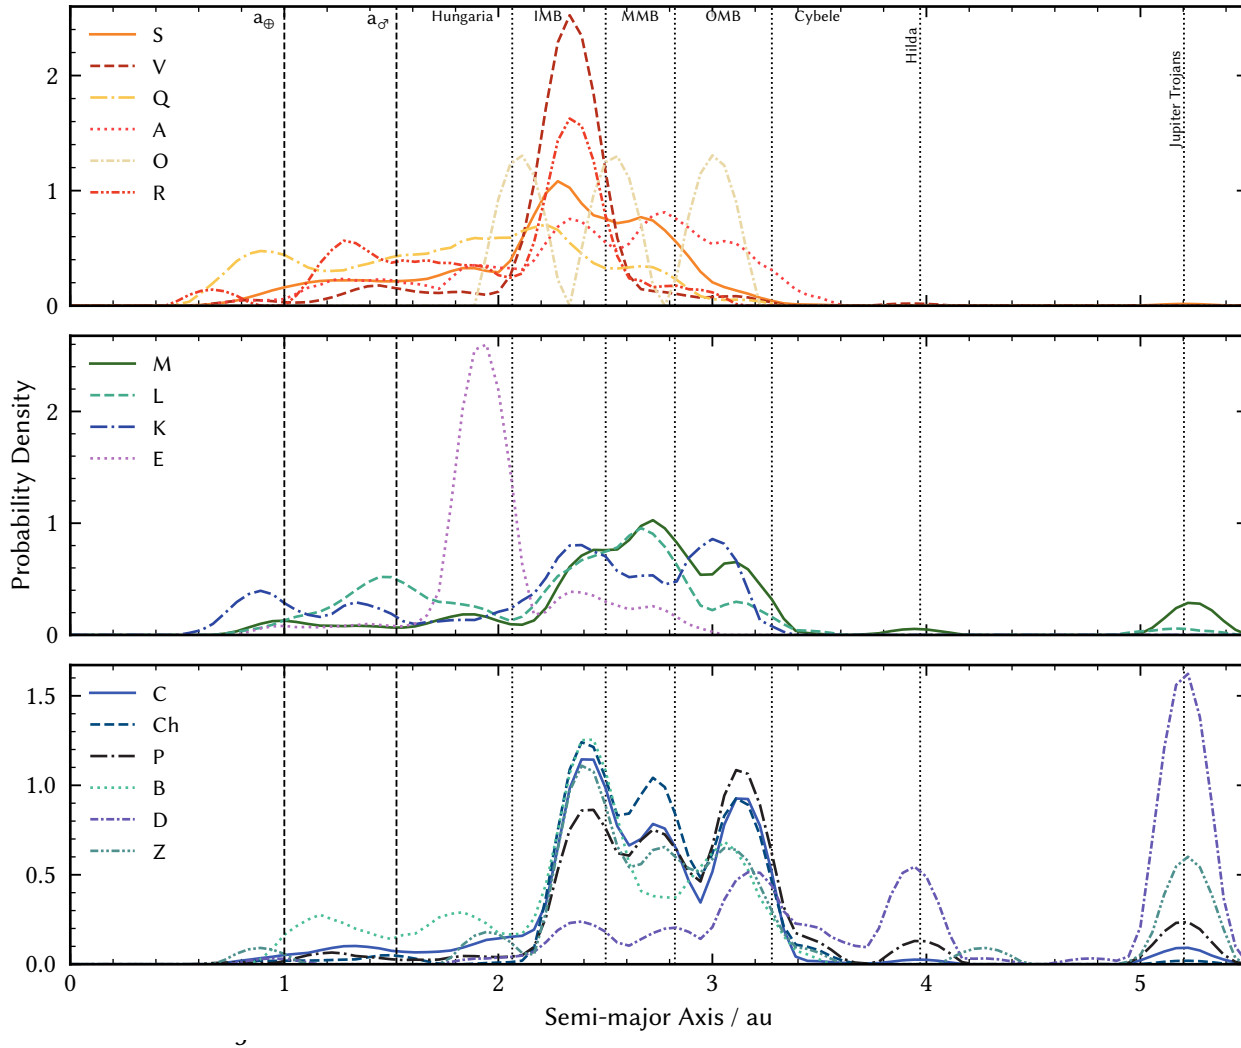 a⊕ a♂ Hungaria IMB MMB OMB Cybele
Hilda
Jupiter Trojans
S
V
Q
A
O
R
2
1
0
M
L
K
E
2
1
0
Probability Density
C
Ch
P
B
D
Z
1.5
1.0
0.5
0.0
0 1 2 3 4 5
Semi-major Axis / au